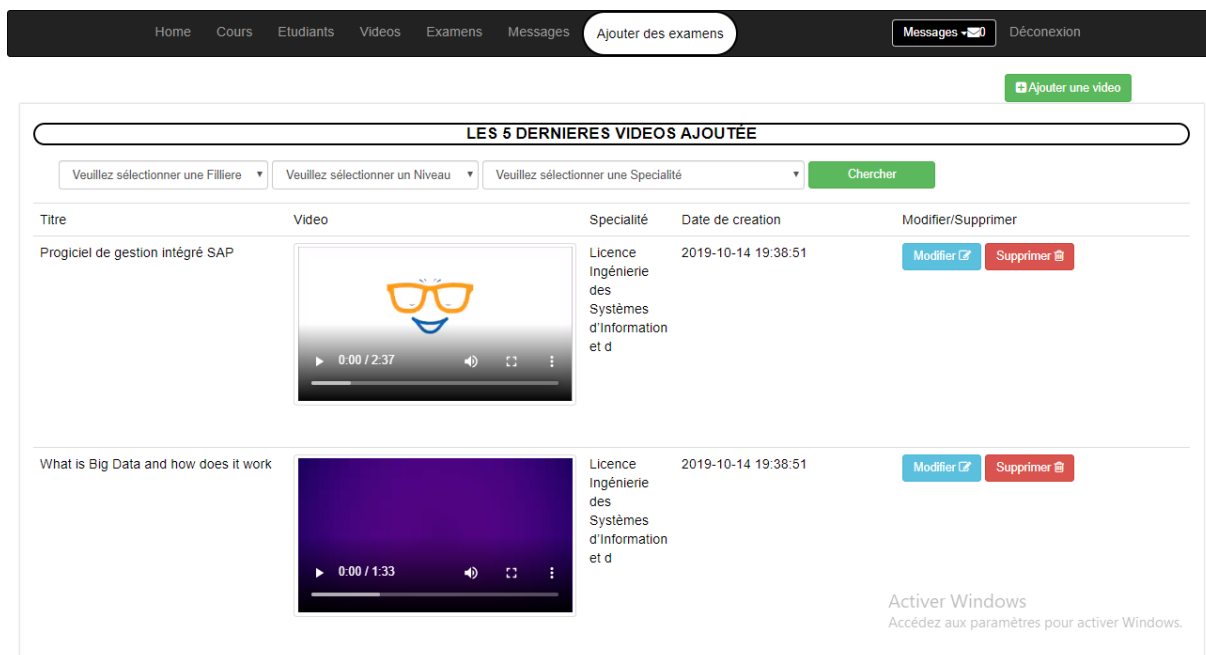 Home Cours Etudiants Videos Examens Messages Ajouter des examens Messages 0 Déconexion
Ajouter une video
LES 5 DERNIERES VIDEOS AJOUTÉE
Veuillez sélectionner une Filliere Veuillez sélectionner un Niveau Veuillez sélectionner une Specialité Chercher
Titre Video Specialité Date de creation Modifier/Supprimer
Progiciel de gestion intégré SAP Licence 2019-10-14 19:38:51 Modifier Supprimer
Ingénierie
des
Systèmes
d'Information
et d
0:00 / 2:37
What is Big Data and how does it work Licence 2019-10-14 19:38:51 Modifier Supprimer
Ingénierie
des
Systèmes
d'Information
et d
0:00 / 1:33
Activer Windows
Accédez aux paramètres pour activer Windows.